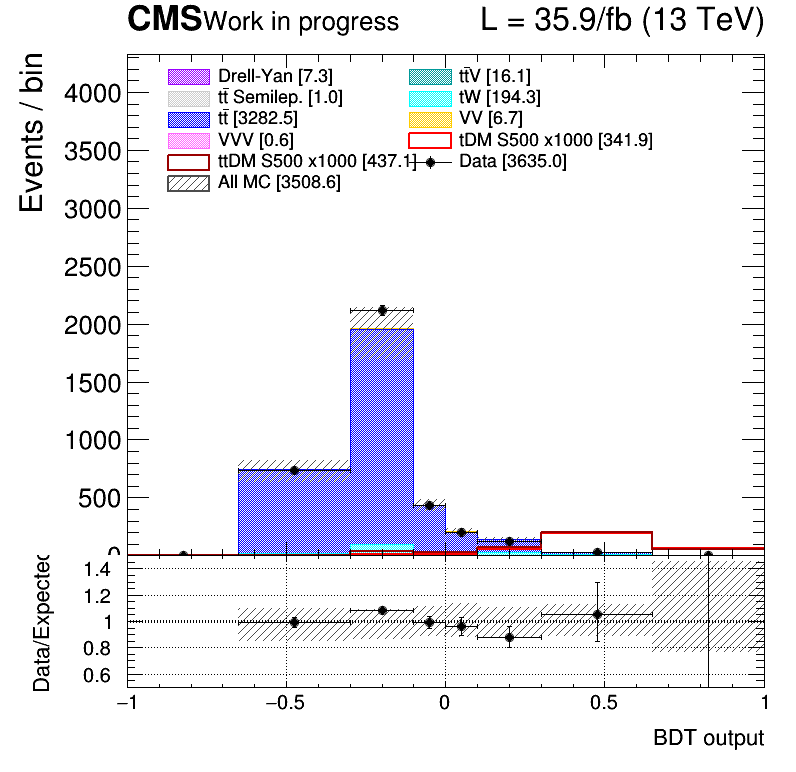 CMS Work in progress L = 35.9/fb (13 TeV)
Events / bin
4000
3500
3000
2500
2000
1500
1000
500
0
Drell-Yan [7.3]
tt̄V [16.1]
tt̄ Semilep. [1.0]
tW [194.3]
tt̄ [3282.5]
VV [6.7]
VVV [0.6]
tDM S500 x1000 [341.9]
ttDM S500 x1000 [437.1]
Data [3635.0]
All MC [3508.6]
Data/Expected
1.4
1.2
1
0.8
0.6
−1 −0.5 0 0.5 1
BDT output